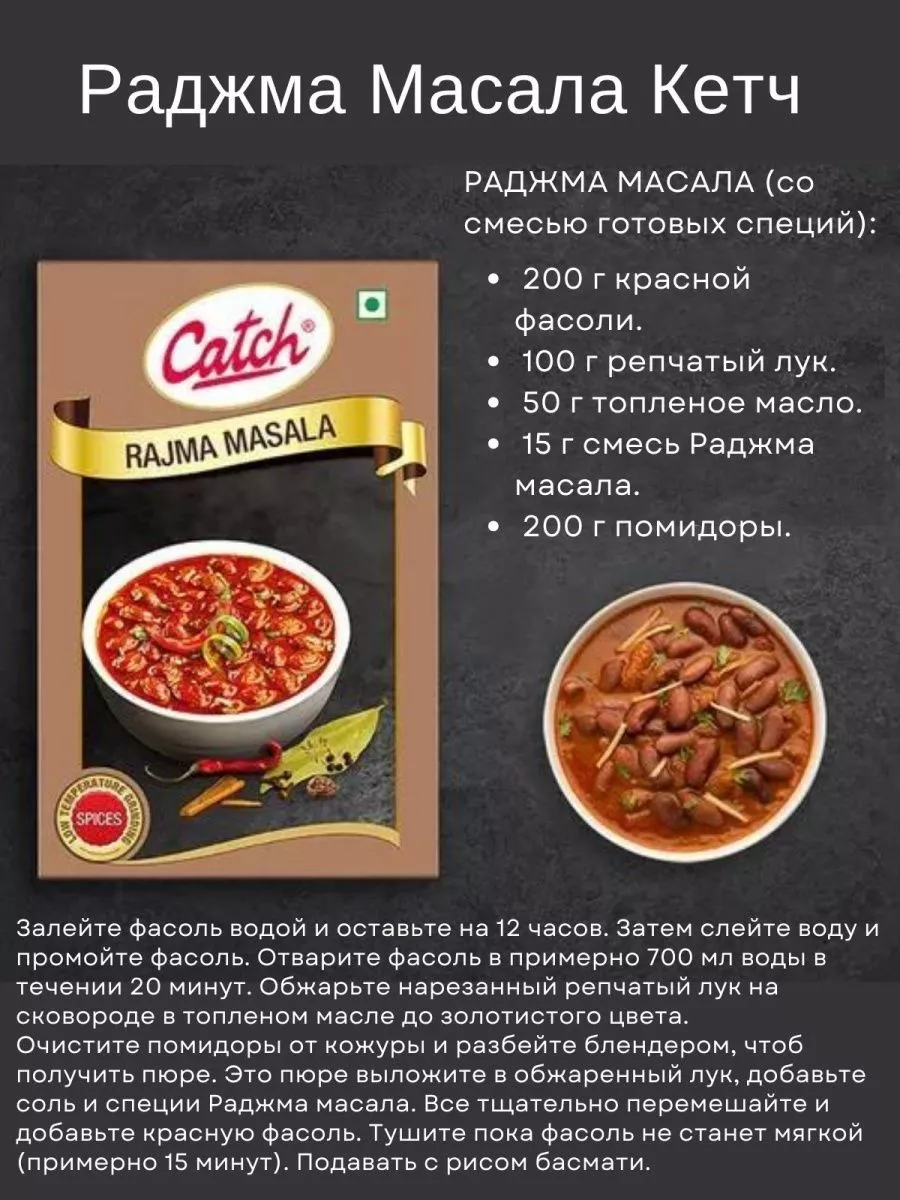 Раджма Масала Кетч
РАДЖМА МАСАЛА (со
смесью готовых специй):
• 200 г красной
фасоли.
• 100 г репчатый лук.
• 50 г топленое масло.
• 15 г смесь Раджма
масала.
• 200 г помидоры.
Catch®
RAJMA MASALA
LOW TEMPERATURE GRINDING
SPICES
Залейте фасоль водой и оставьте на 12 часов. Затем слейте воду и
промойте фасоль. Отварите фасоль в примерно 700 мл воды в
течении 20 минут. Обжарьте нарезанный репчатый лук на
сковороде в топленом масле до золотистого цвета.
Очистите помидоры от кожуры и разбейте блендером, чтоб
получить пюре. Это пюре выложите в обжаренный лук, добавьте
соль и специи Раджма масала. Все тщательно перемешайте и
добавьте красную фасоль. Тушите пока фасоль не станет мягкой
(примерно 15 минут). Подавать с рисом басмати.